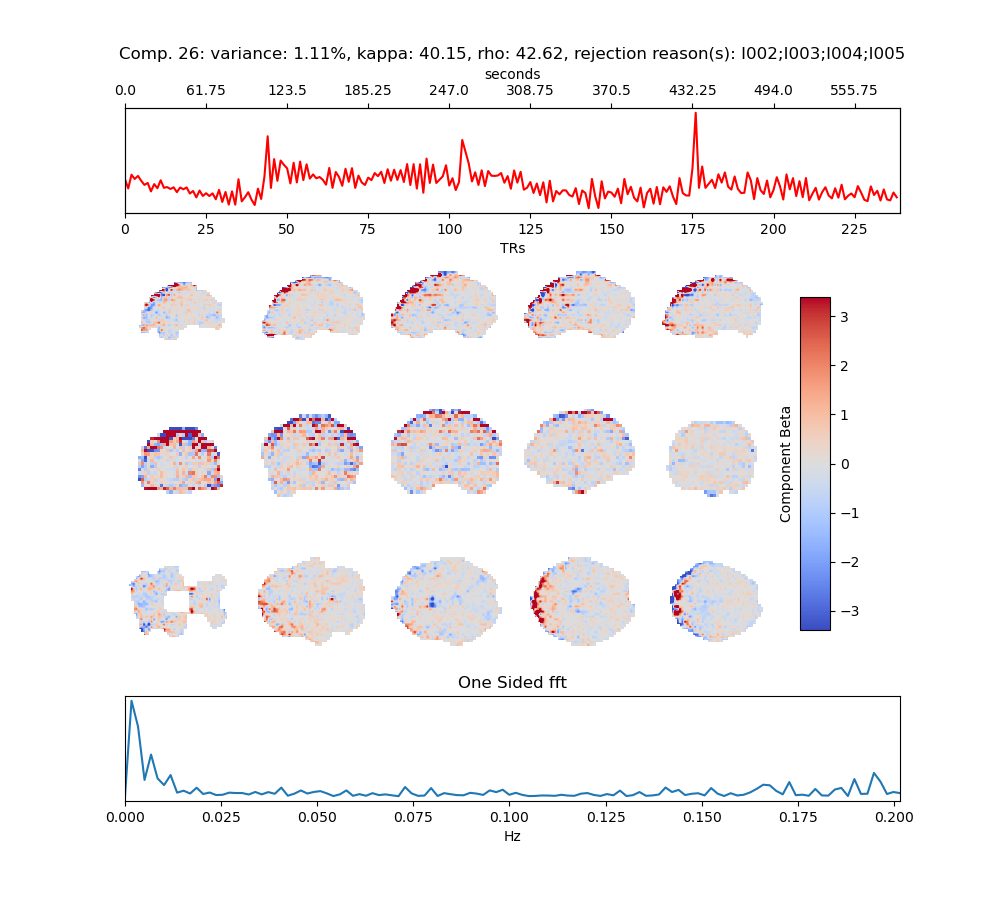 Comp. 26: variance: 1.11%, kappa: 40.15, rho: 42.62, rejection reason(s): I002;I003;I004;I005
seconds
0.0 61.75 123.5 185.25 247.0 308.75 370.5 432.25 494.0 555.75
0 25 50 75 100 125 150 175 200 225
TRs
3
2
1
0
−1
−2
−3
Component Beta
One Sided fft
0.000 0.025 0.050 0.075 0.100 0.125 0.150 0.175 0.200
Hz